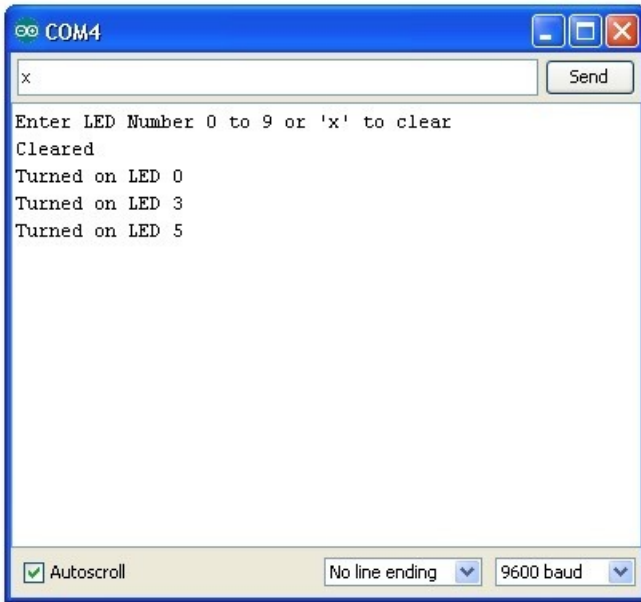 COM4
x
Send
Enter LED Number 0 to 9 or 'x' to clear
Cleared
Turned on LED 0
Turned on LED 3
Turned on LED 5
Autoscroll
No line ending
9600 baud